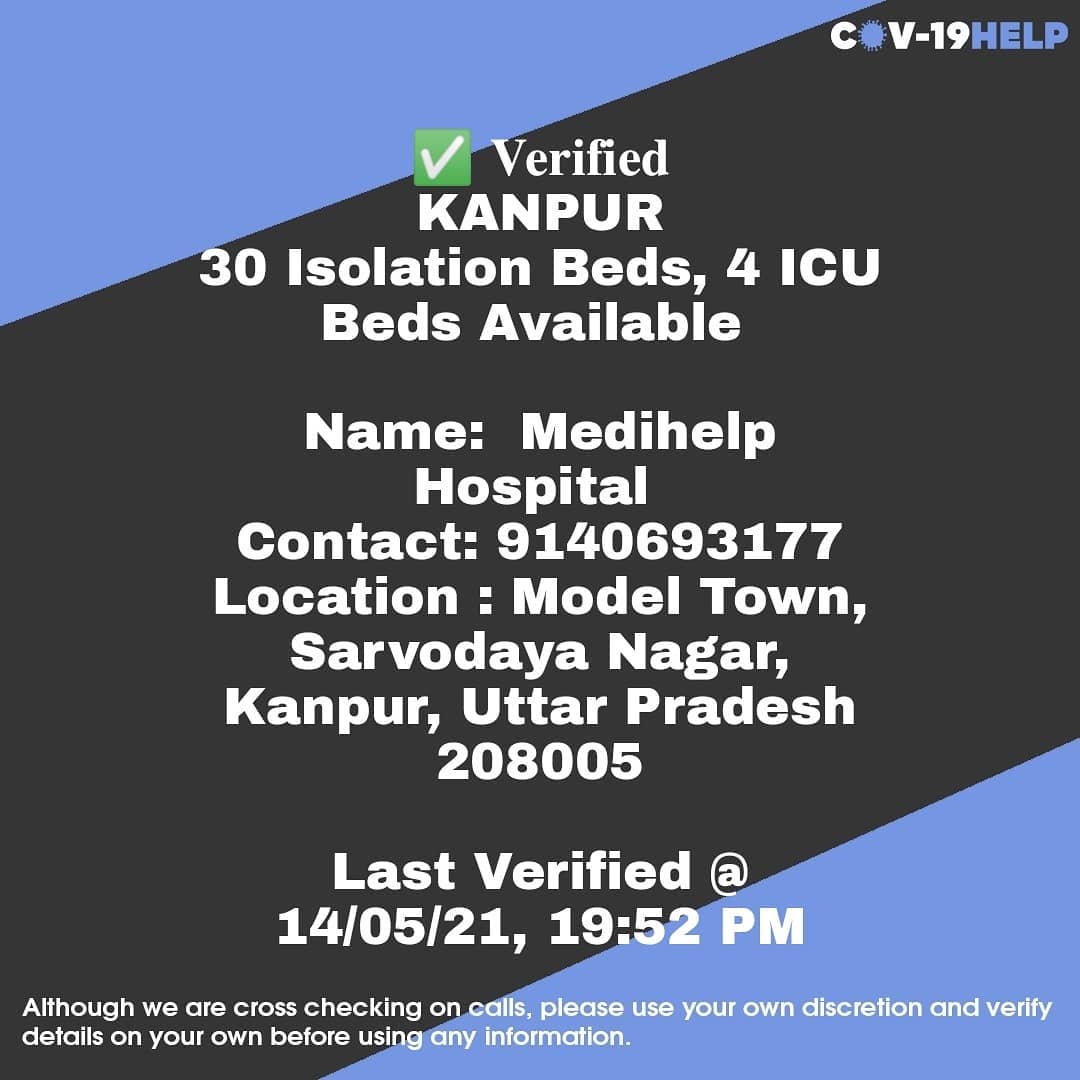 COV-19HELP
✅ Verified
KANPUR
30 Isolation Beds, 4 ICU
Beds Available
Name: Medihelp
Hospital
Contact: 9140693177
Location : Model Town,
Sarvodaya Nagar,
Kanpur, Uttar Pradesh
208005
Last Verified @
14/05/21, 19:52 PM
Although we are cross checking on calls, please use your own discretion and verify
details on your own before using any information.